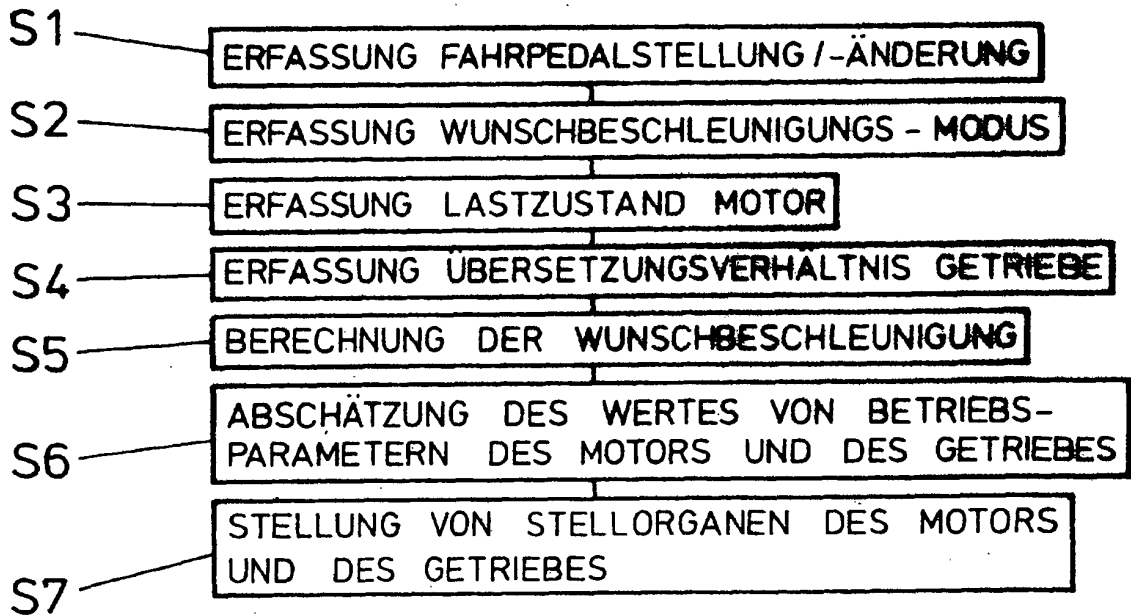 S1
ERFASSUNG FAHRPEDALSTELLUNG /-ÄNDERUNG
S2
ERFASSUNG WUNSCHBESCHLEUNIGUNGS - MODUS
S3
ERFASSUNG LASTZUSTAND MOTOR
S4
ERFASSUNG ÜBERSETZUNGSVERHÄLTNIS GETRIEBE
S5
BERECHNUNG DER WUNSCHBESCHLEUNIGUNG
S6
ABSCHÄTZUNG DES WERTES VON BETRIEBS-
PARAMETERN DES MOTORS UND DES GETRIEBES
S7
STELLUNG VON STELLORGANEN DES MOTORS
UND DES GETRIEBES